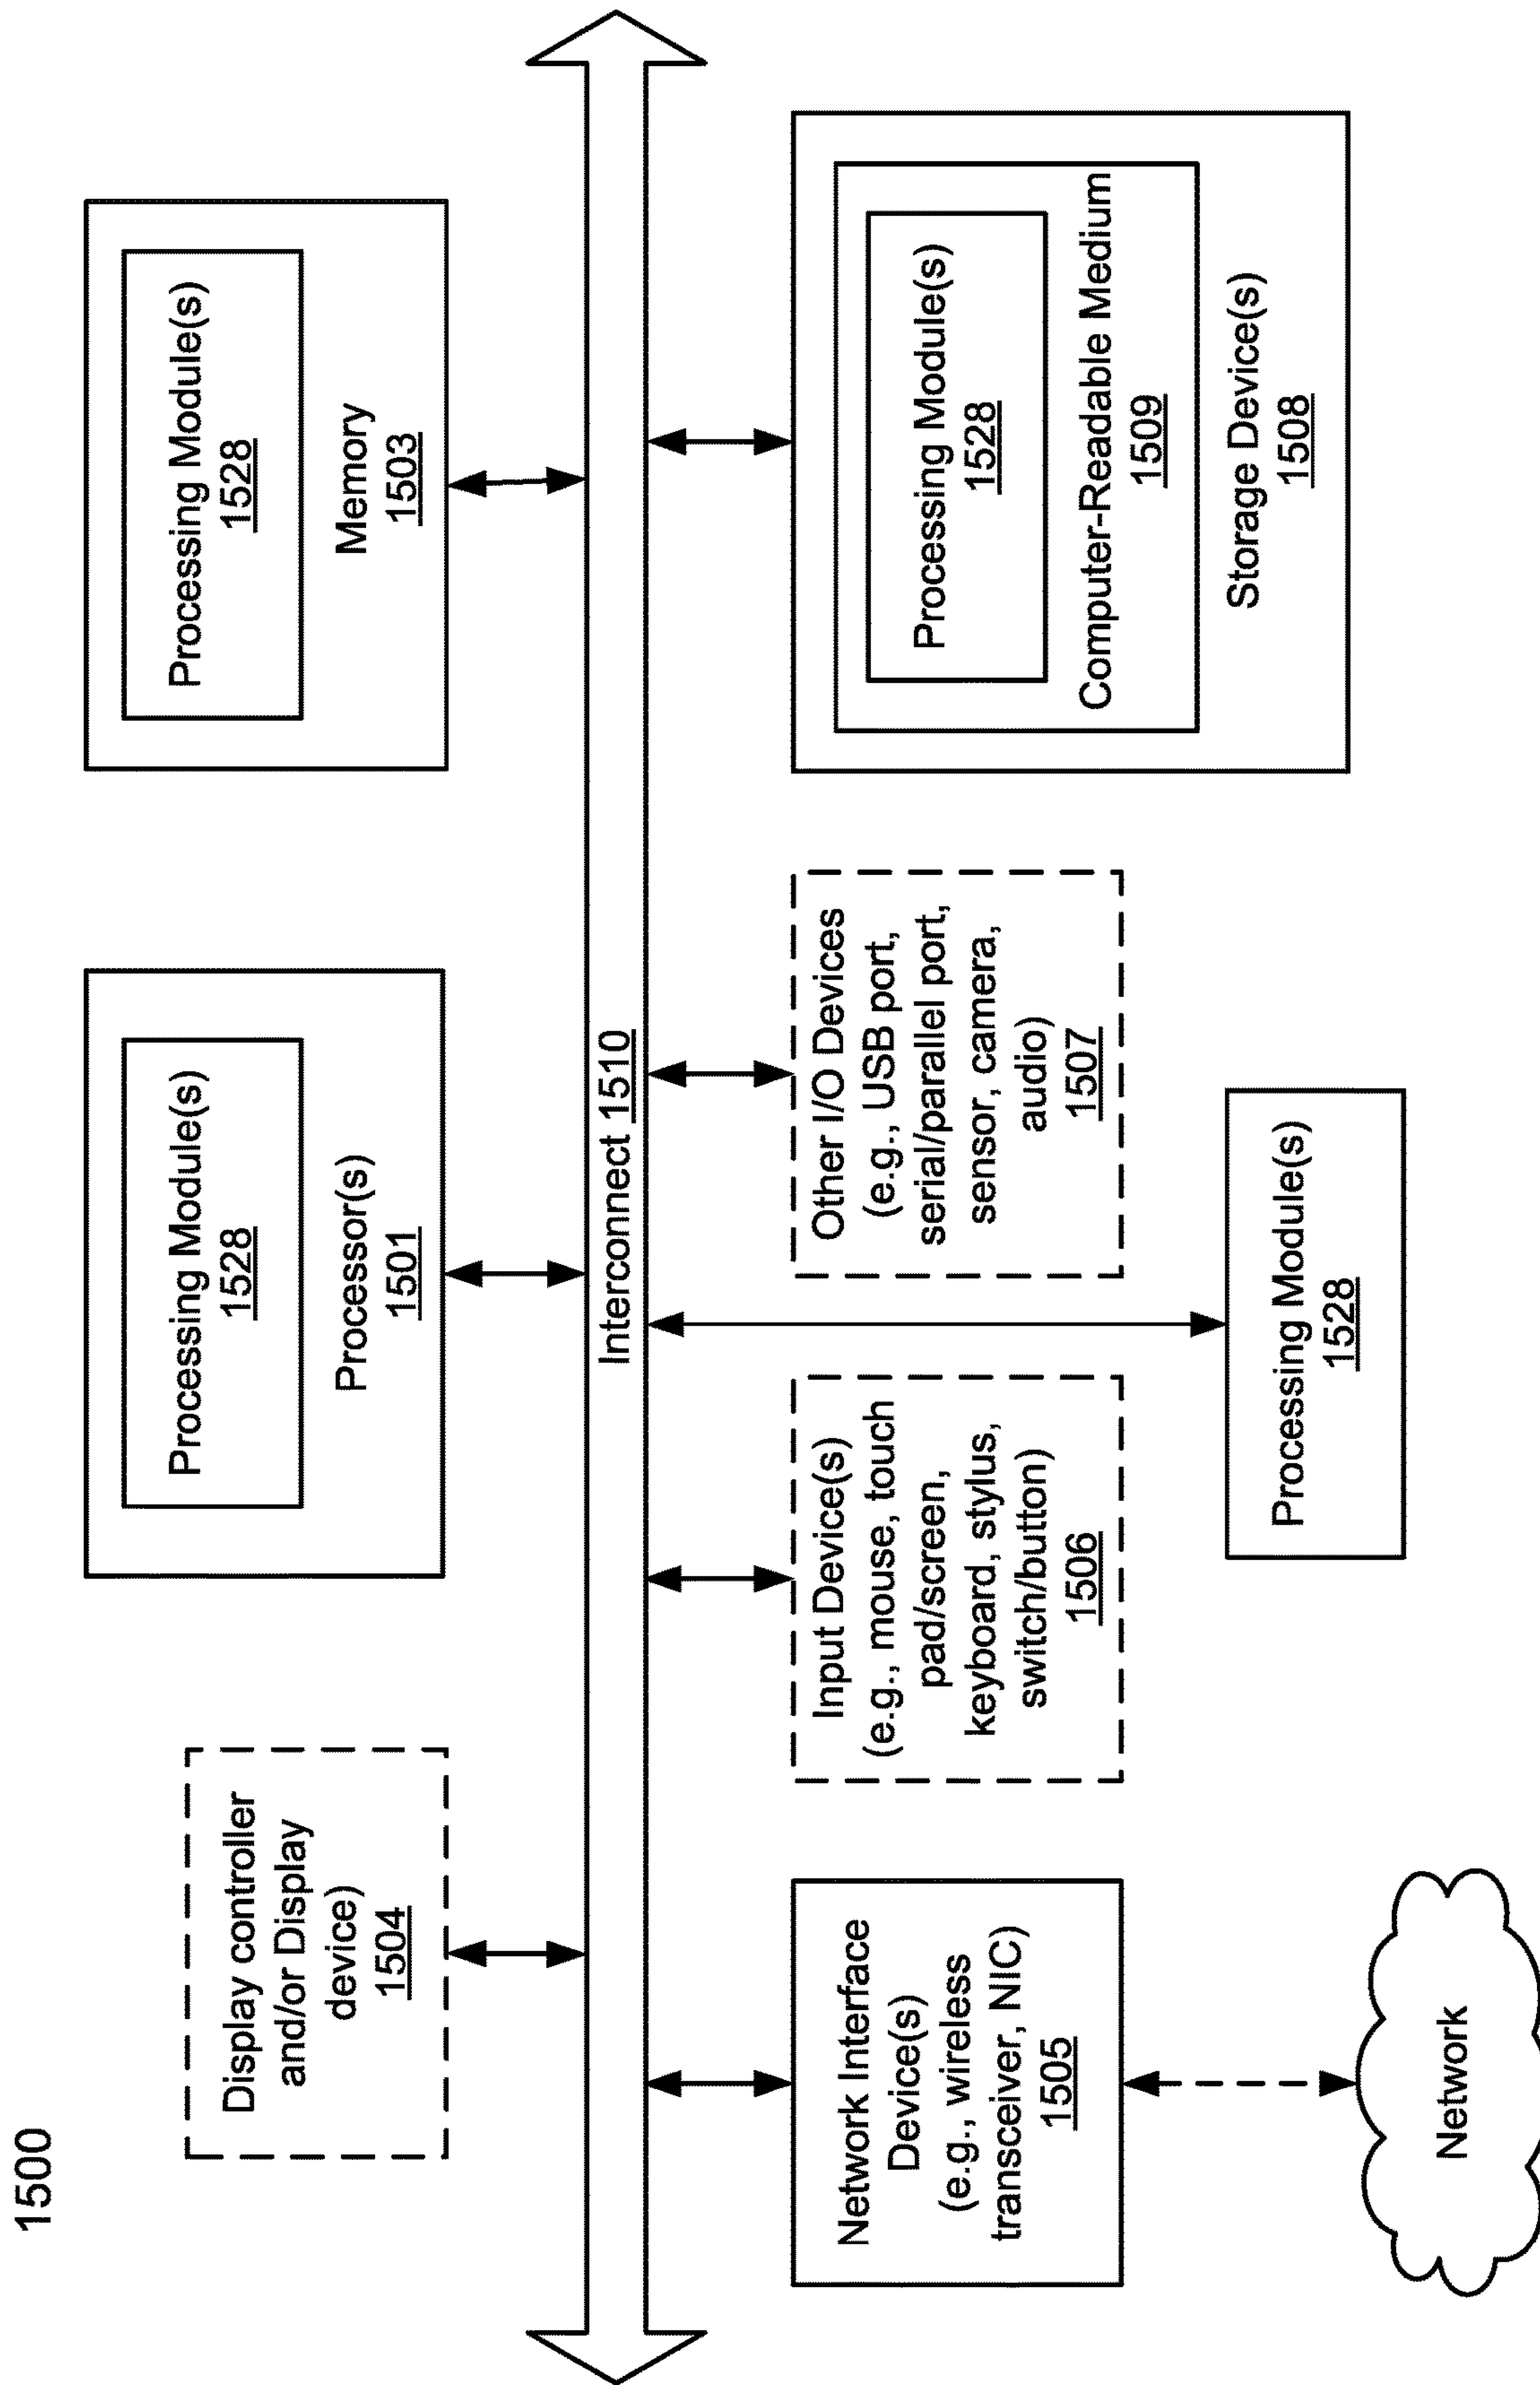 1500
Display controller
and/or Display
device)
1504
Processing Module(s)
1528
Processor(s)
1501
Processing Module(s)
1528
Memory
1503
Interconnect 1510
Network Interface
Device(s)
(e.g., wireless
transceiver, NIC)
1505
Input Device(s)
(e.g., mouse, touch
pad/screen,
keyboard, stylus,
switch/button)
1506
Other I/O Devices
(e.g., USB port,
serial/parallel port,
sensor, camera,
audio)
1507
Processing Module(s)
1528
Computer-Readable Medium
1509
Storage Device(s)
1508
Network
Processing Module(s)
1528